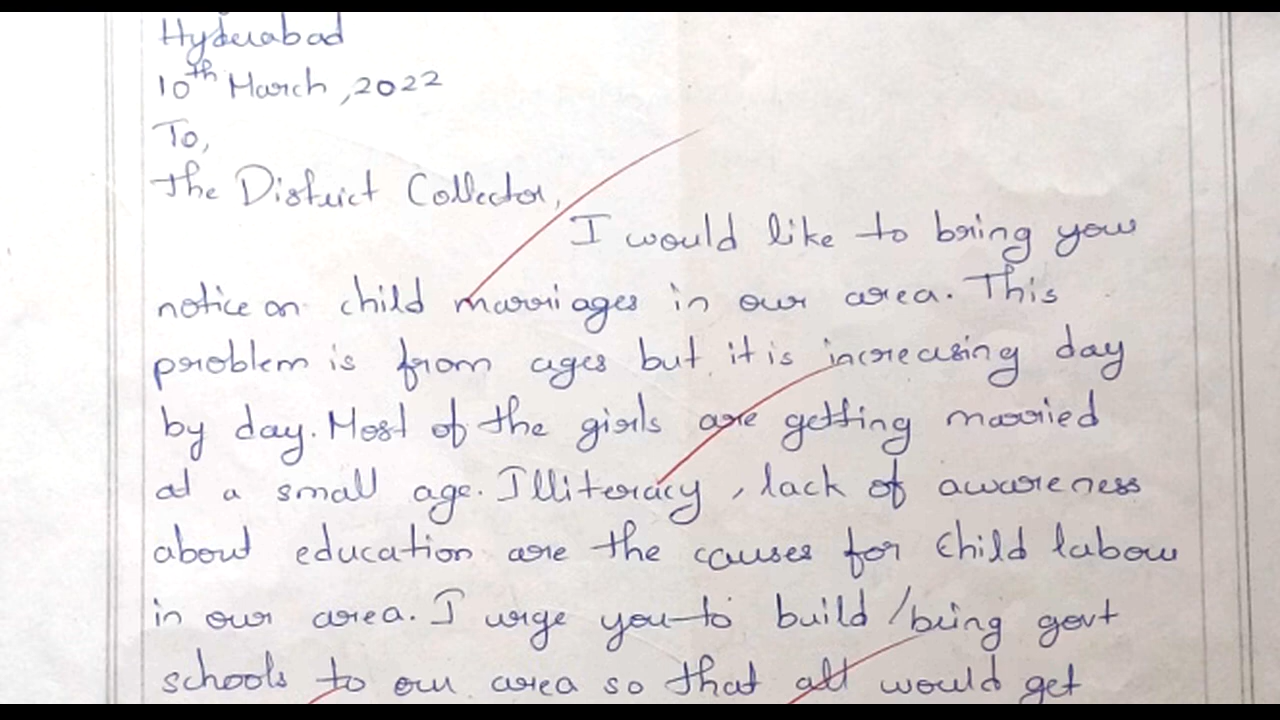 Hyderabad
10th March, 2022
To,
The District Collector,
I would like to bring your
notice on child marriages in our area. This
problem is from ages but it is increasing day
by day. Most of the girls are getting married
at a small age. Illiteracy, lack of awareness
about education are the causes for child labour
in our area. I urge you to build / bring govt
schools to our area so that all would get